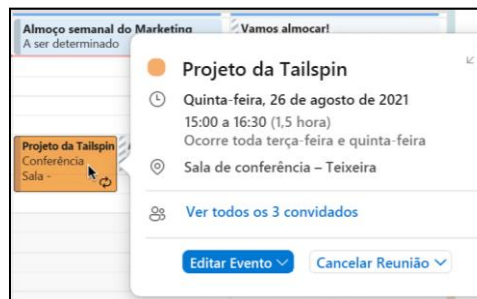 Almoço semanal do Marketing
A ser determinado
Vamos almoçar!
Projeto da Tailspin
Conferência
Sala -
Projeto da Tailspin
Quinta-feira, 26 de agosto de 2021
15:00 a 16:30 (1,5 hora)
Ocorre toda terça-feira e quinta-feira
Sala de conferência – Teixeira
Ver todos os 3 convidados
Editar Evento
Cancelar Reunião